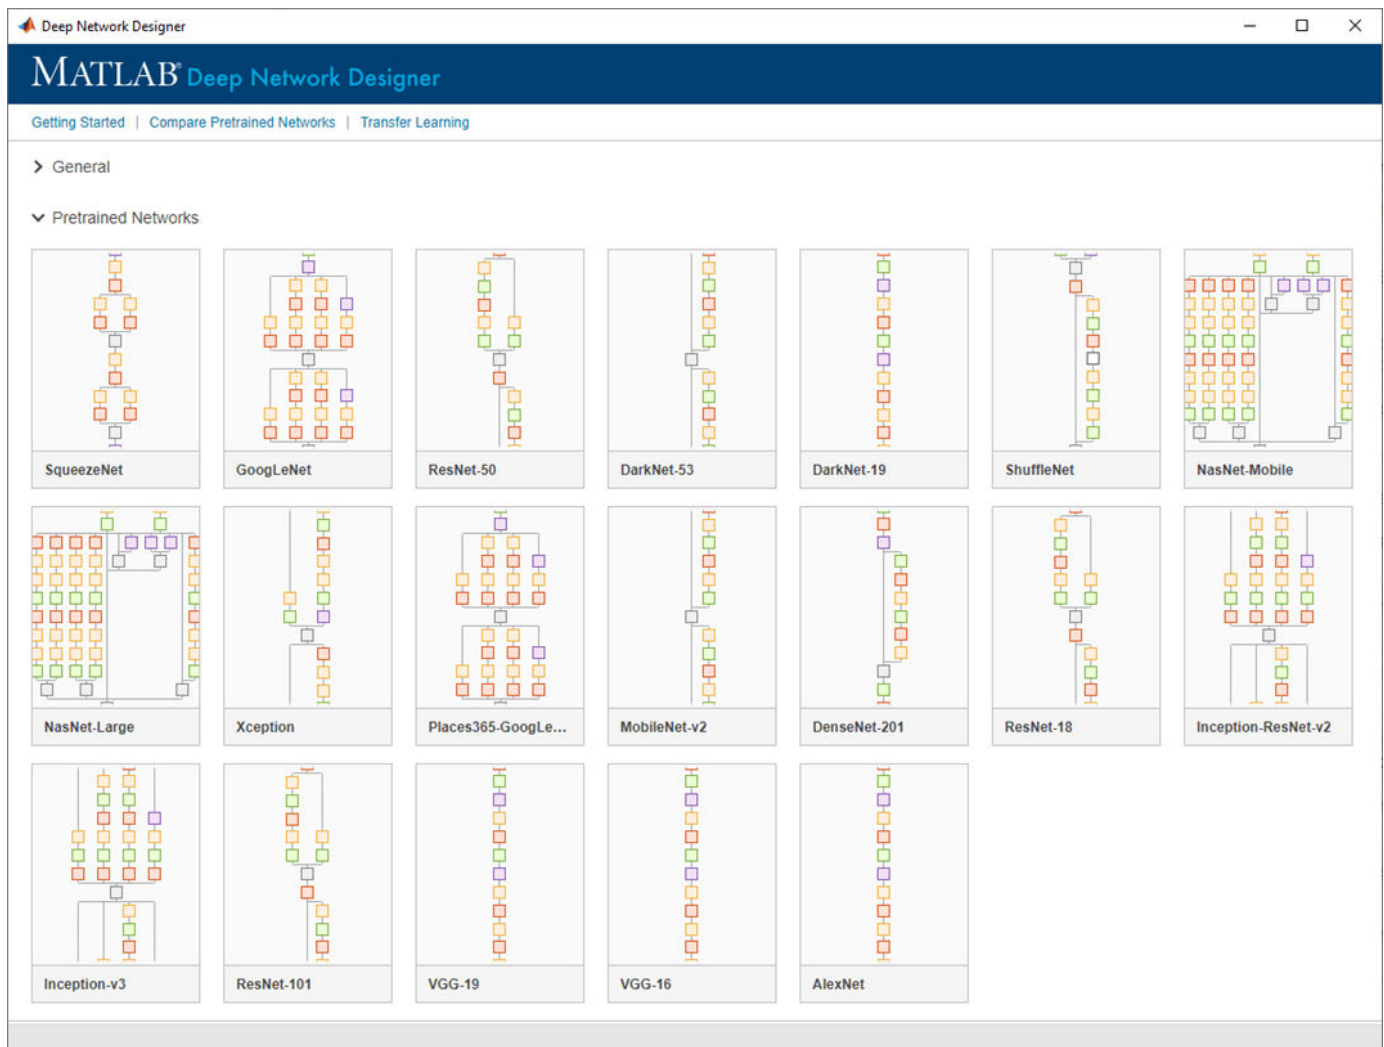 Deep Network Designer
MATLAB® Deep Network Designer
Getting Started | Compare Pretrained Networks | Transfer Learning
General
Pretrained Networks
SqueezeNet
GoogLeNet
ResNet-50
DarkNet-53
DarkNet-19
ShuffleNet
NasNet-Mobile
NasNet-Large
Xception
Places365-GoogLe...
MobileNet-v2
DenseNet-201
ResNet-18
Inception-ResNet-v2
Inception-v3
ResNet-101
VGG-19
VGG-16
AlexNet